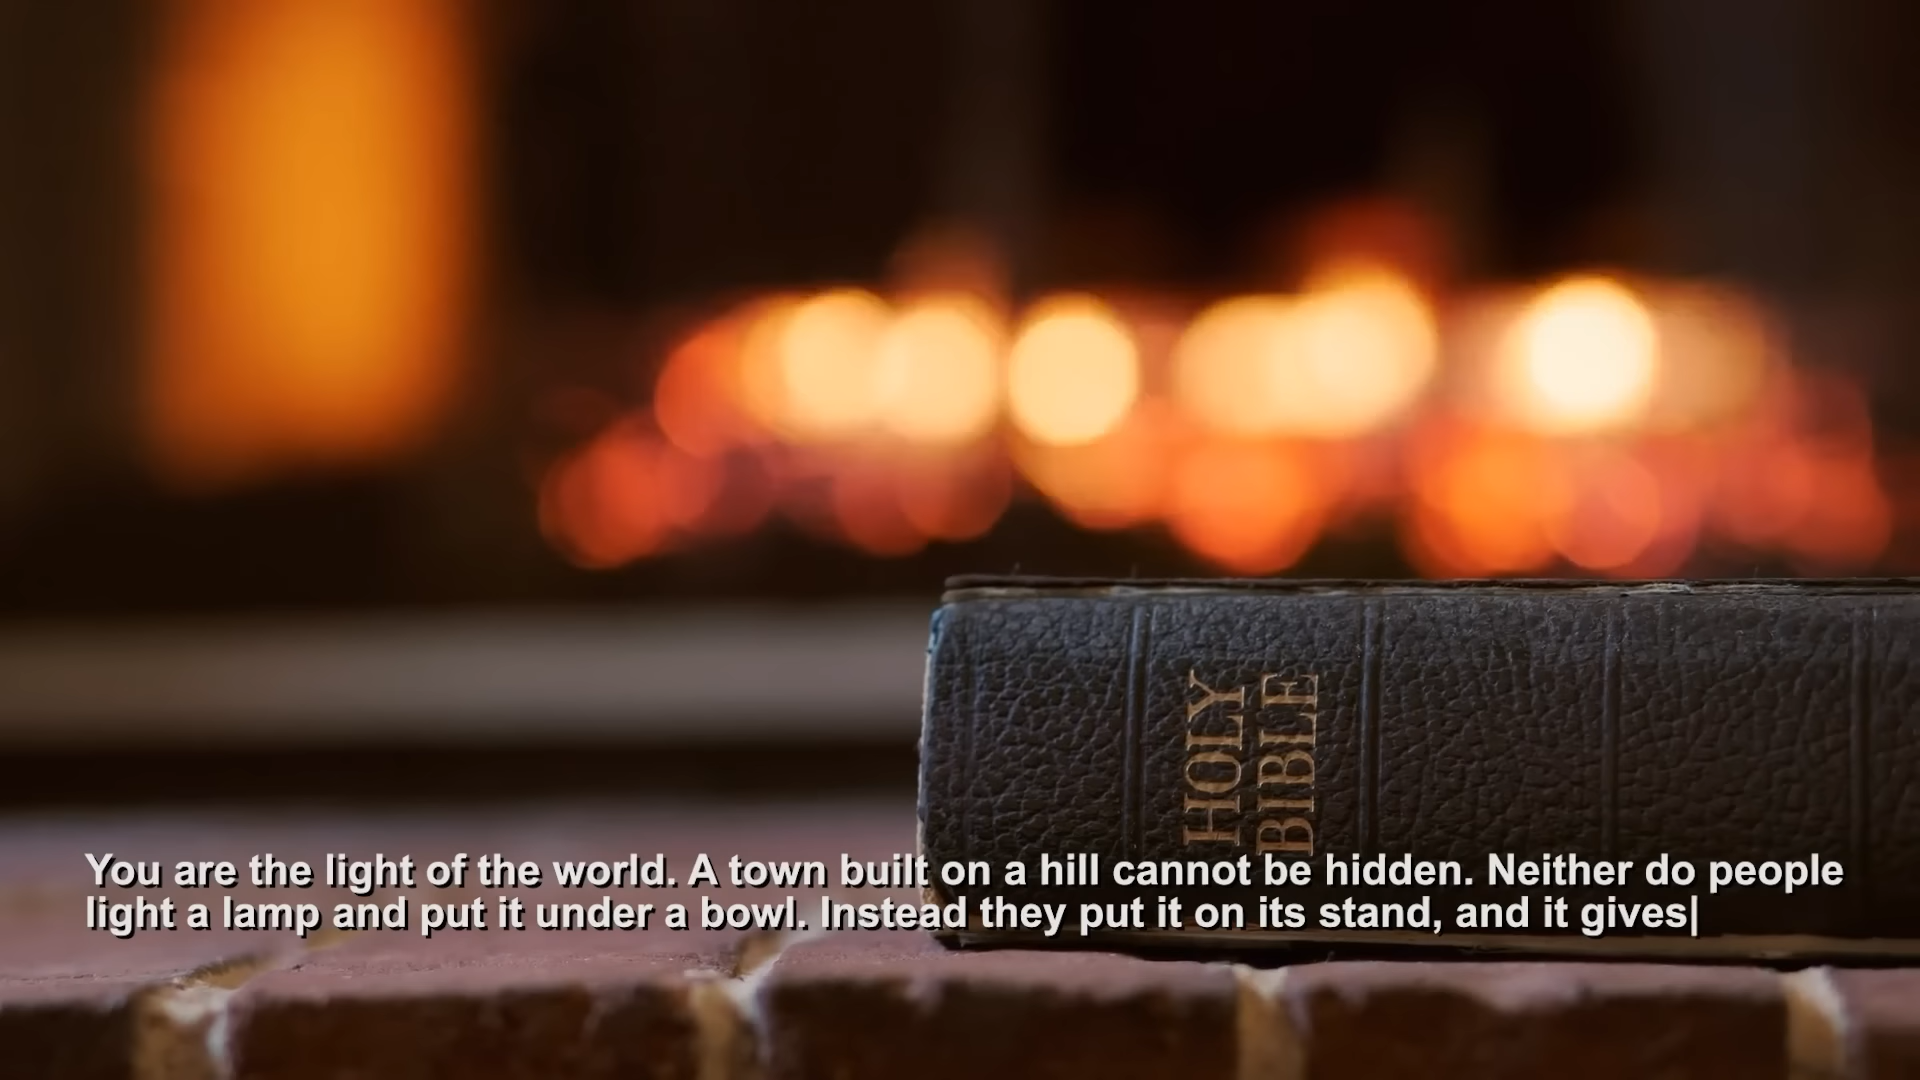 HOLY
BIBLE
You are the light of the world. A town built on a hill cannot be hidden. Neither do people
light a lamp and put it under a bowl. Instead they put it on its stand, and it gives|